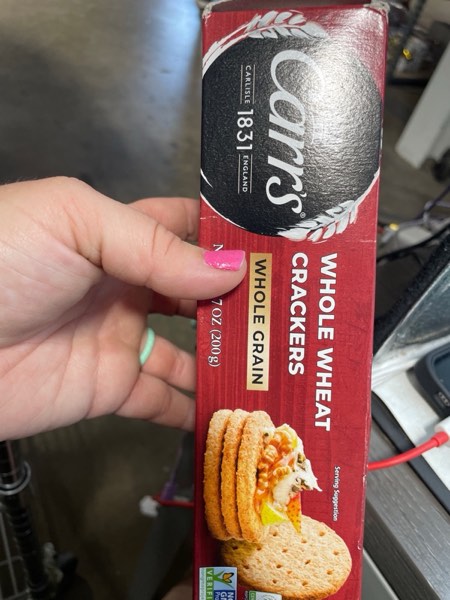 Carr's®
CARLISLE 1831 ENGLAND
WHOLE WHEAT
CRACKERS
WHOLE GRAIN
7 OZ (200g)
Serving Suggestion